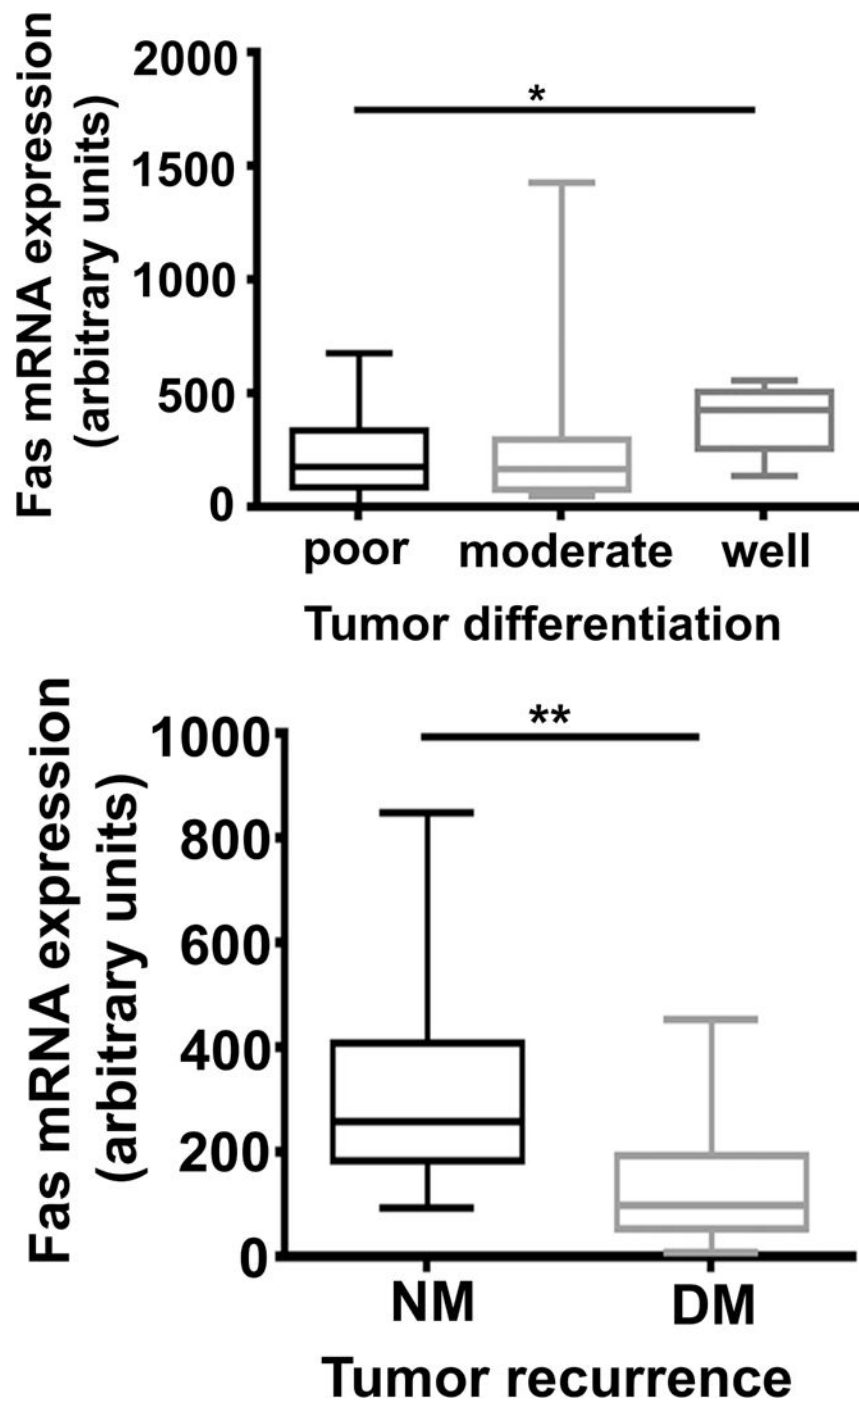 Fas mRNA expression
(arbitrary units)
2000
1500
1000
500
0
*
poor moderate well
Tumor differentiation
Fas mRNA expression
(arbitrary units)
1000
800
600
400
200
0
**
NM DM
Tumor recurrence